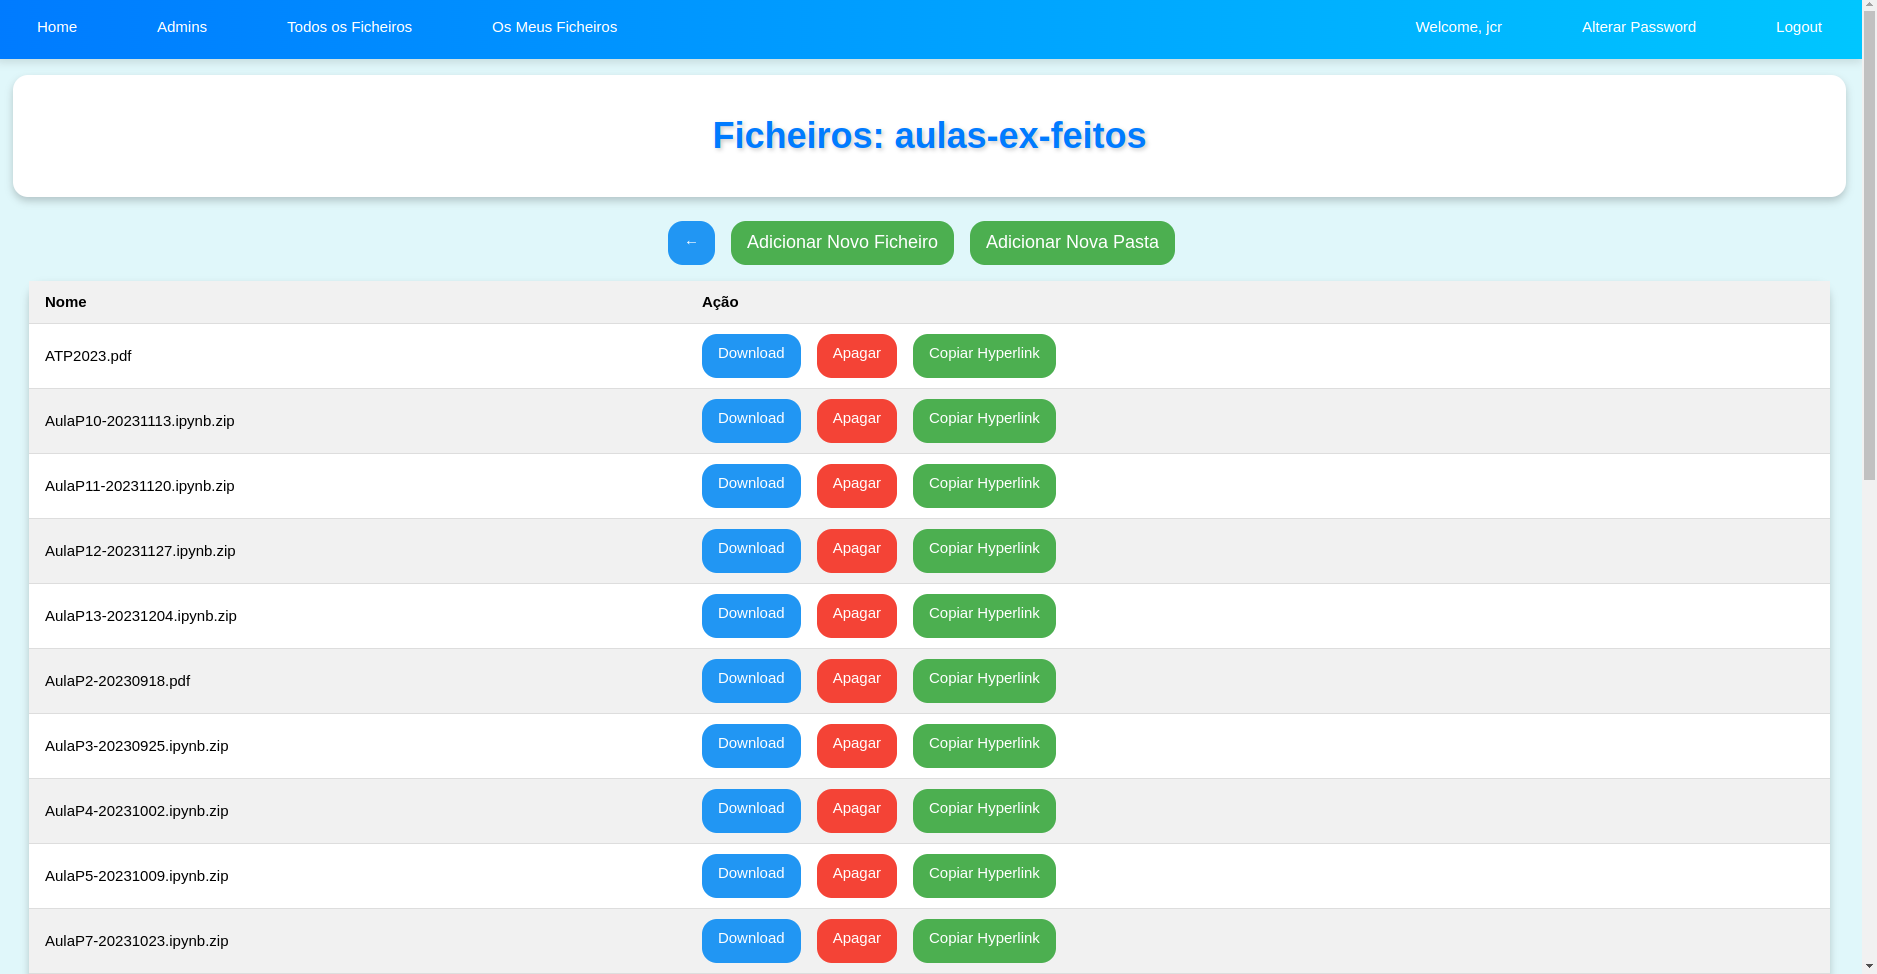 Home Admins Todos os Ficheiros Os Meus Ficheiros Welcome, jcr Alterar Password Logout
Ficheiros: aulas-ex-feitos
← Adicionar Novo Ficheiro Adicionar Nova Pasta
Nome Ação
ATP2023.pdf Download Apagar Copiar Hyperlink
AulaP10-20231113.ipynb.zip Download Apagar Copiar Hyperlink
AulaP11-20231120.ipynb.zip Download Apagar Copiar Hyperlink
AulaP12-20231127.ipynb.zip Download Apagar Copiar Hyperlink
AulaP13-20231204.ipynb.zip Download Apagar Copiar Hyperlink
AulaP2-20230918.pdf Download Apagar Copiar Hyperlink
AulaP3-20230925.ipynb.zip Download Apagar Copiar Hyperlink
AulaP4-20231002.ipynb.zip Download Apagar Copiar Hyperlink
AulaP5-20231009.ipynb.zip Download Apagar Copiar Hyperlink
AulaP7-20231023.ipynb.zip Download Apagar Copiar Hyperlink